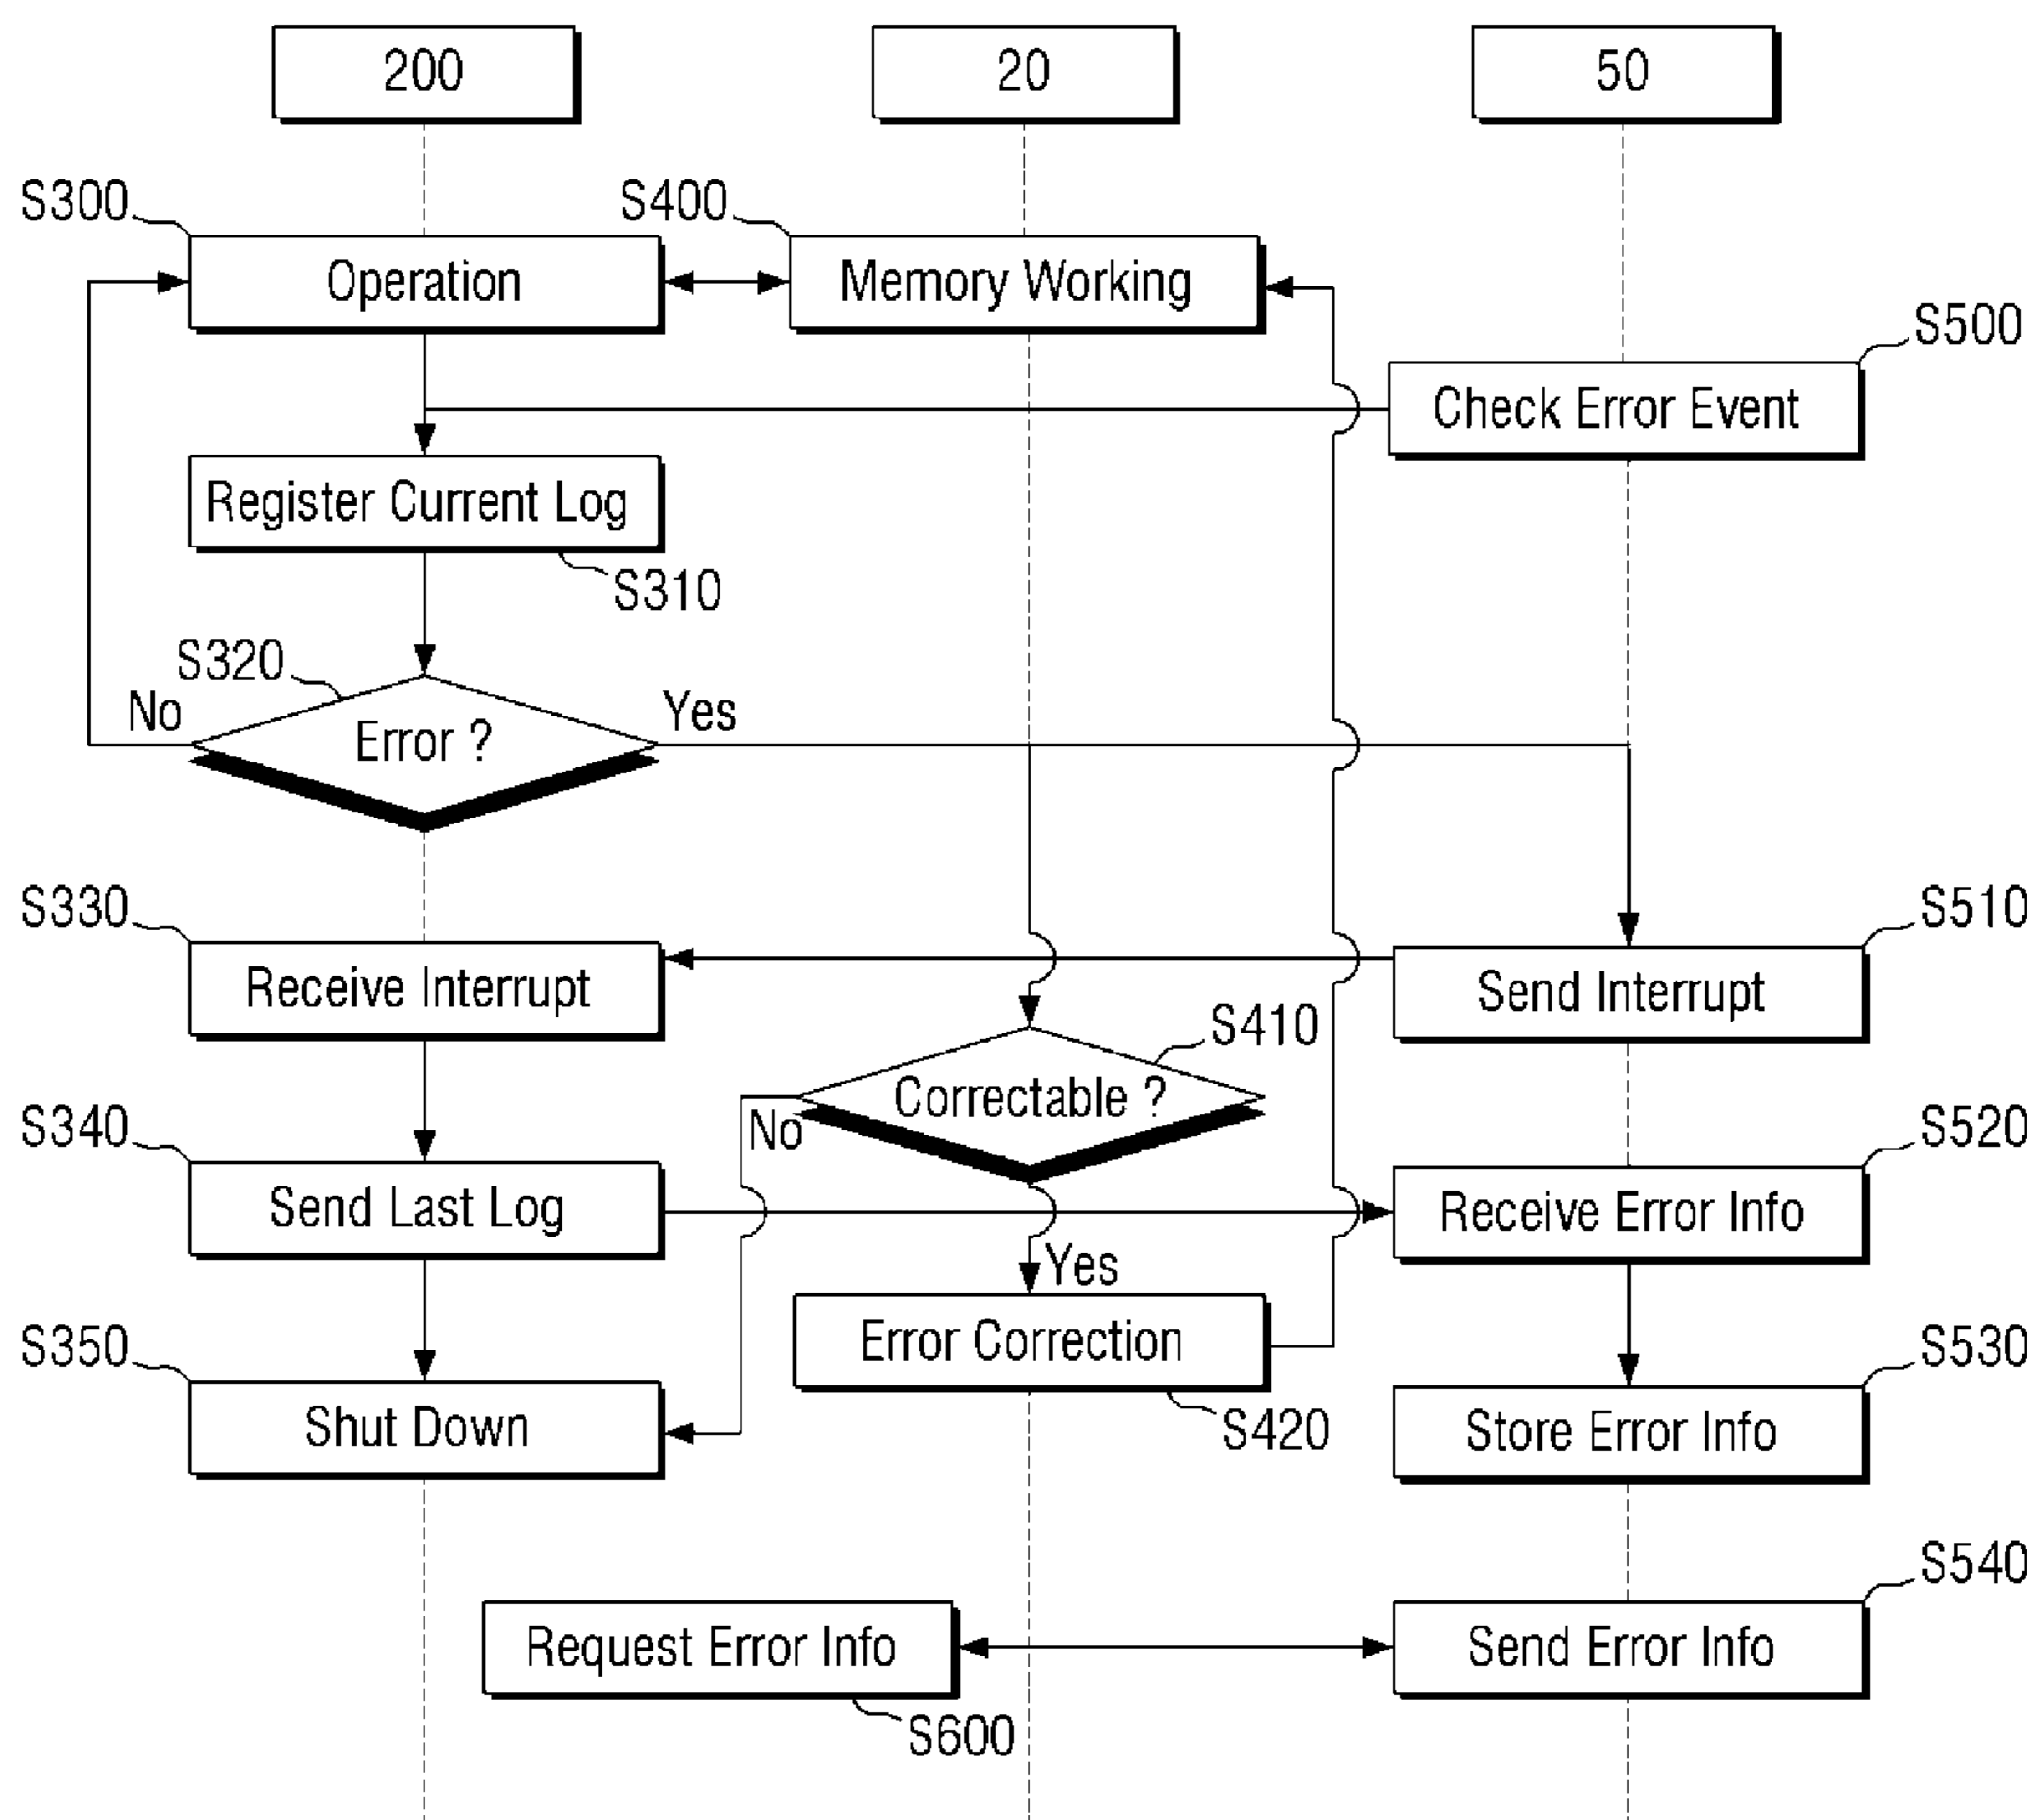 200
20
50
S300
S400
Operation
Memory Working
S500
Check Error Event
Register Current Log
S310
S320
No
Yes
Error ?
S330
S510
Receive Interrupt
Send Interrupt
S410
Correctable ?
No
S340
S520
Send Last Log
Receive Error Info
Yes
S350
Error Correction
S530
Shut Down
S420
Store Error Info
S540
Request Error Info
Send Error Info
S600